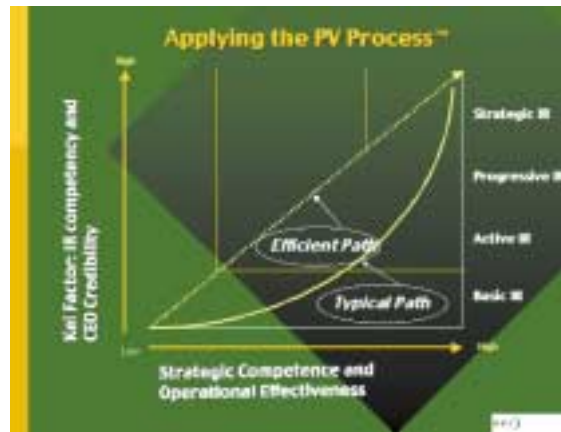 Applying the PV Process™
High
Kei Factor: IR competency and
CEO Credibility
Strategic IR
Progressive IR
Active IR
Basic IR
Efficient Path
Typical Path
Low
High
Strategic Competence and
Operational Effectiveness